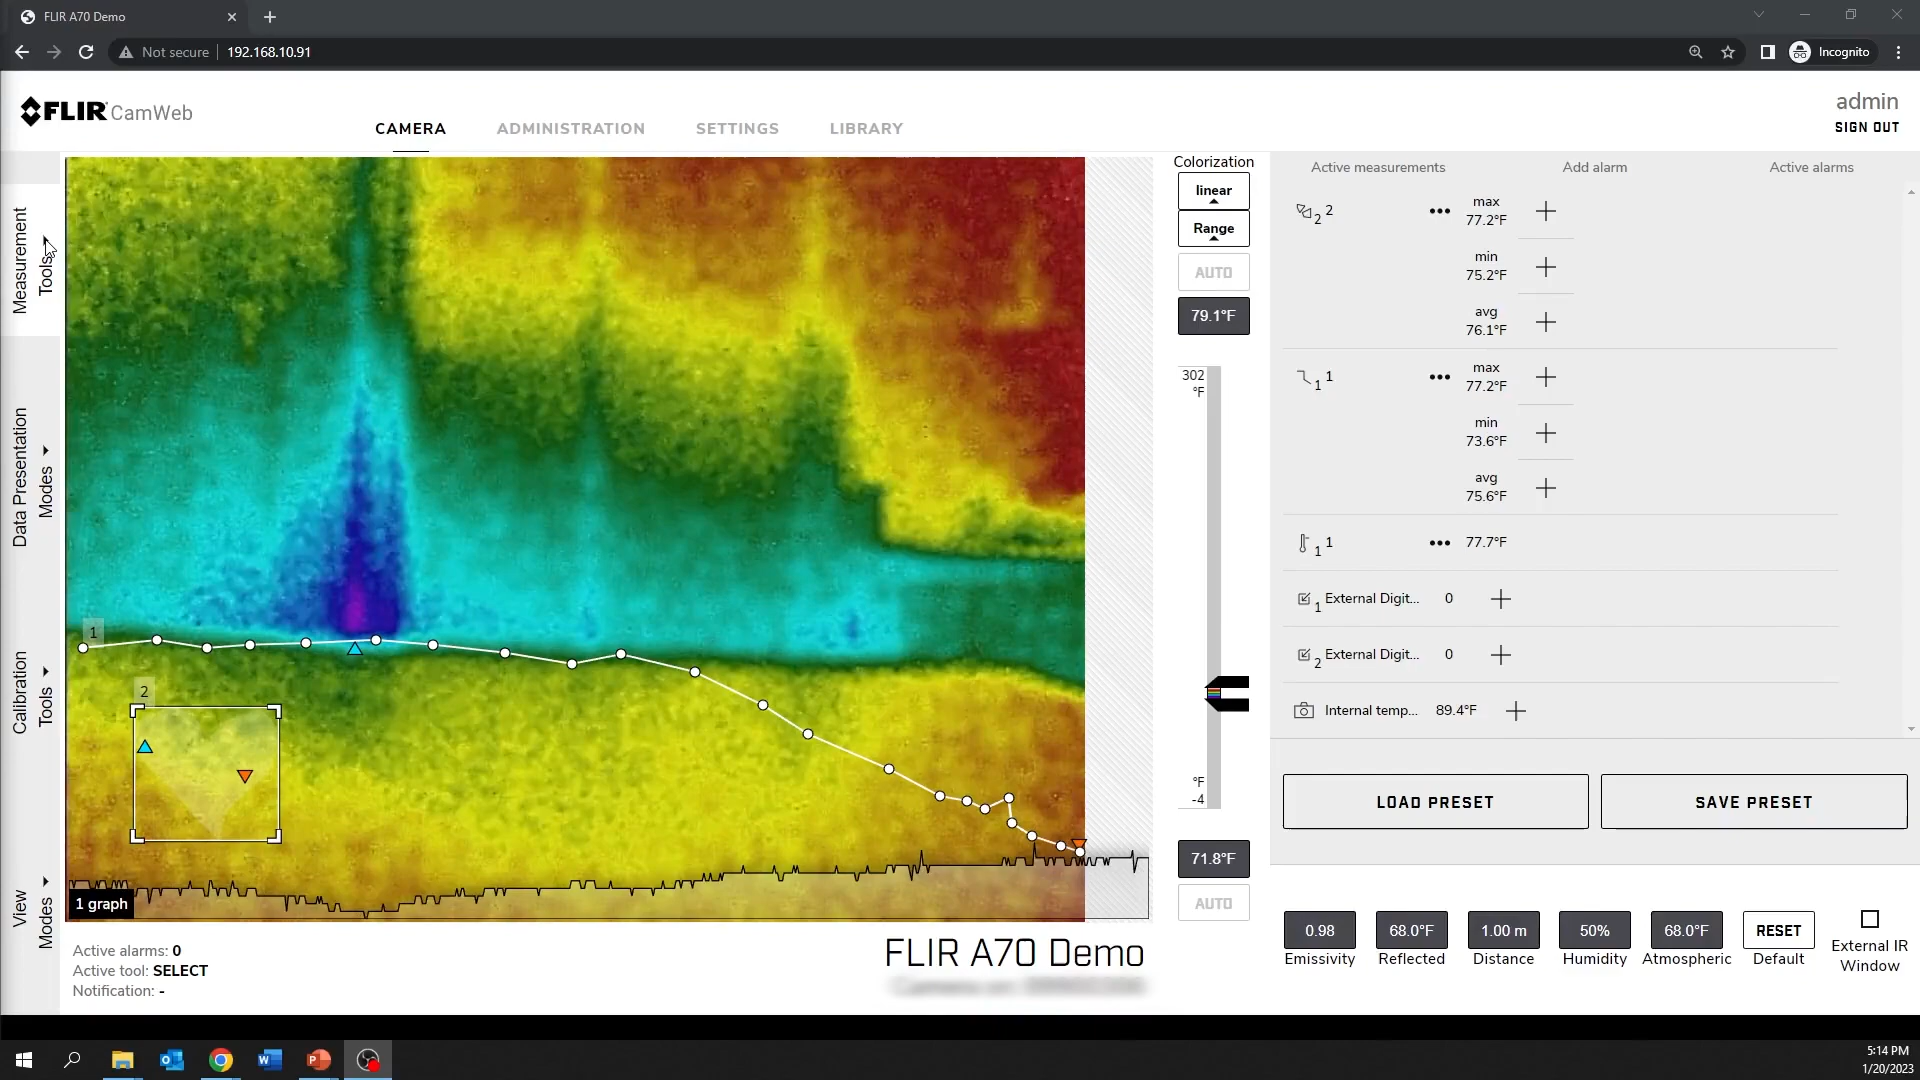 FLIR A70 Demo
Not secure
192.168.10.91
Incognito
FLIR CamWeb
CAMERA
ADMINISTRATION
SETTINGS
LIBRARY
admin
SIGN OUT
Measurement
Tools
Data Presentation
Modes
Calibration
Tools
View
Modes
1
2
1 graph
Colorization
linear
Range
AUTO
79.1°F
302
°F
°F
-4
71.8°F
AUTO
Active measurements
Add alarm
Active alarms
2 2
max
77.2°F
min
75.2°F
avg
76.1°F
1 1
max
77.2°F
min
73.6°F
avg
75.6°F
1 1
77.7°F
1 External Digit... 0
2 External Digit... 0
Internal temp... 89.4°F
LOAD PRESET
SAVE PRESET
0.98
Emissivity
68.0°F
Reflected
1.00 m
Distance
50%
Humidity
68.0°F
Atmospheric
RESET
Default
External IR
Window
Active alarms: 0
Active tool: SELECT
Notification: -
FLIR A70 Demo
5:14 PM
1/20/2023